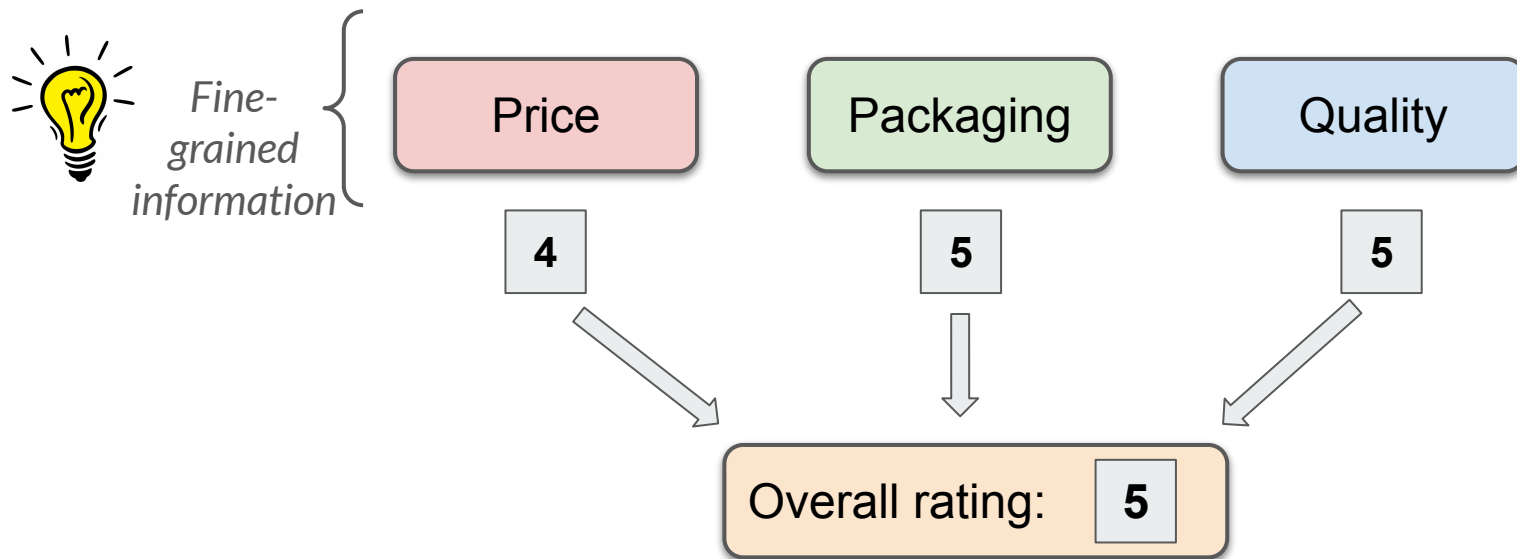 Fine-
grained
information
Price
Packaging
Quality
4
5
5
Overall rating: 5